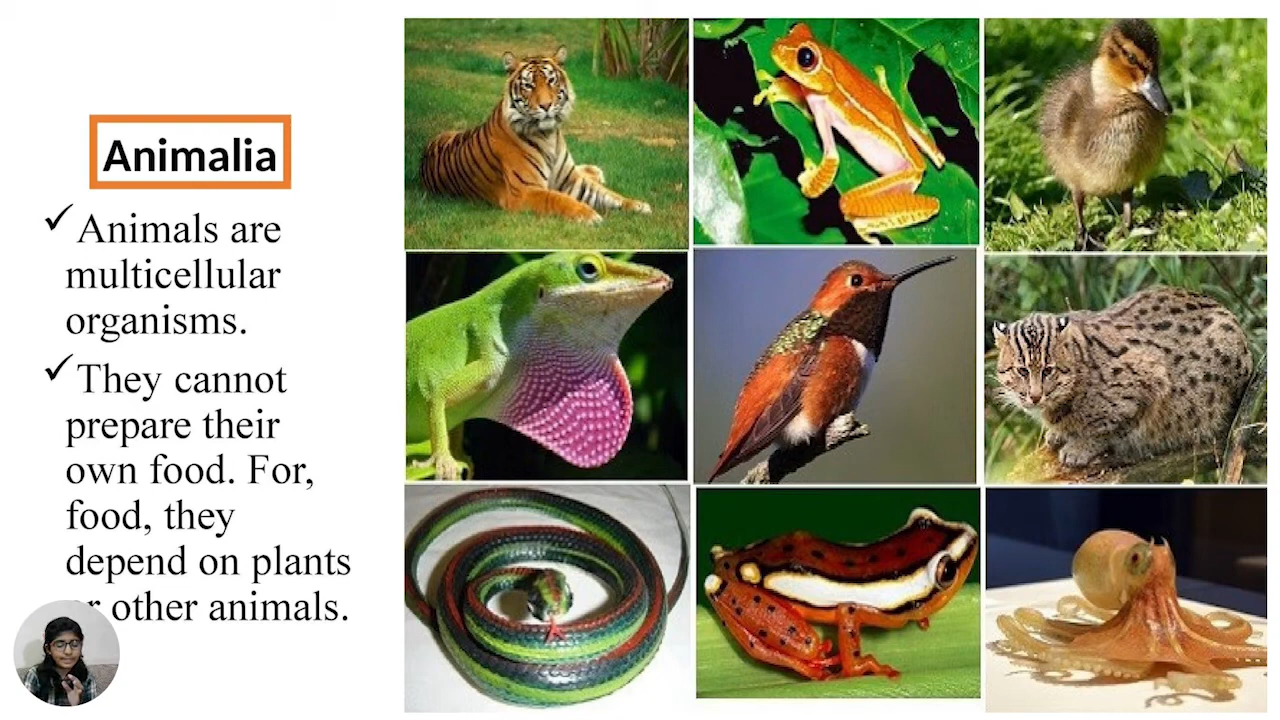 Animalia
✓Animals are
multicellular
organisms.
✓They cannot
prepare their
own food. For,
food, they
depend on plants
other animals.